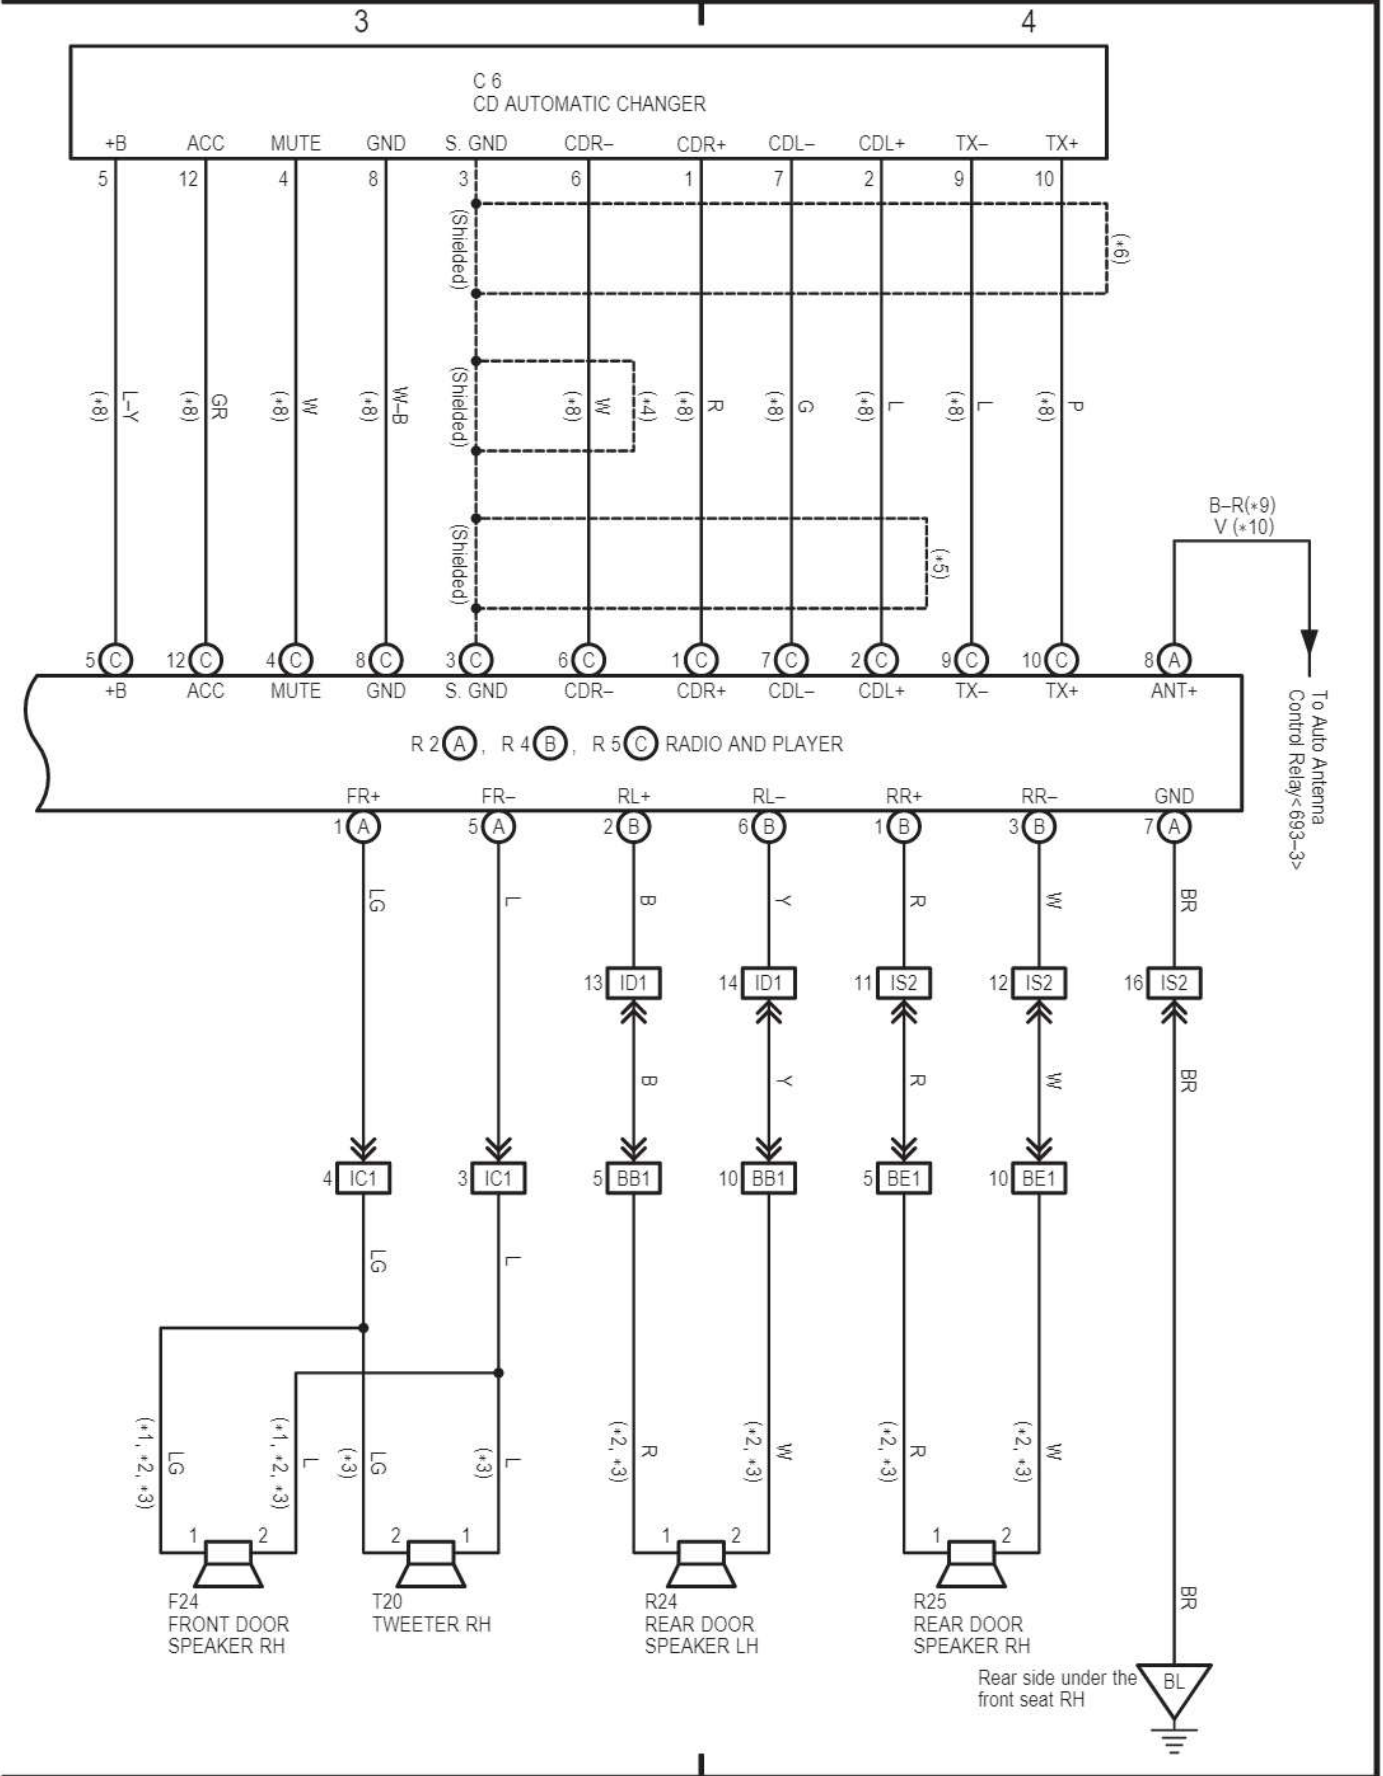 3 4
C 6
CD AUTOMATIC CHANGER
+B ACC MUTE GND S. GND CDR– CDR+ CDL– CDL+ TX– TX+
5 12 4 8 3 6 1 7 2 9 10
(Shielded) (*6)
L–Y (*8) GR (*8) W (*8) W–B (*8) (Shielded) W (*8) (*4) R (*8) G (*8) L (*8) L (*8) P (*8)
B–R(*9)
V (*10)
(Shielded) (*5)
5 C 12 C 4 C 8 C 3 C 6 C 1 C 7 C 2 C 9 C 10 C 8 A
+B ACC MUTE GND S. GND CDR– CDR+ CDL– CDL+ TX– TX+ ANT+
To Auto Antenna
Control Relay<693–3>
R 2 A , R 4 B , R 5 C RADIO AND PLAYER
FR+ FR– RL+ RL– RR+ RR– GND
1 A 5 A 2 B 6 B 1 B 3 B 7 A
LG L B Y R W BR
13 ID1 14 ID1 11 IS2 12 IS2 16 IS2
B Y R W BR
4 IC1 3 IC1 5 BB1 10 BB1 5 BE1 10 BE1
LG L
(*1, *2, *3) LG (*1, *2, *3) L (*3) LG (*3) L (*2, *3) R (*2, *3) W (*2, *3) R (*2, *3) W
1 2 2 1 1 2 1 2
BR
F24
FRONT DOOR
SPEAKER RH
T20
TWEETER RH
R24
REAR DOOR
SPEAKER LH
R25
REAR DOOR
SPEAKER RH
Rear side under the
front seat RH
BL